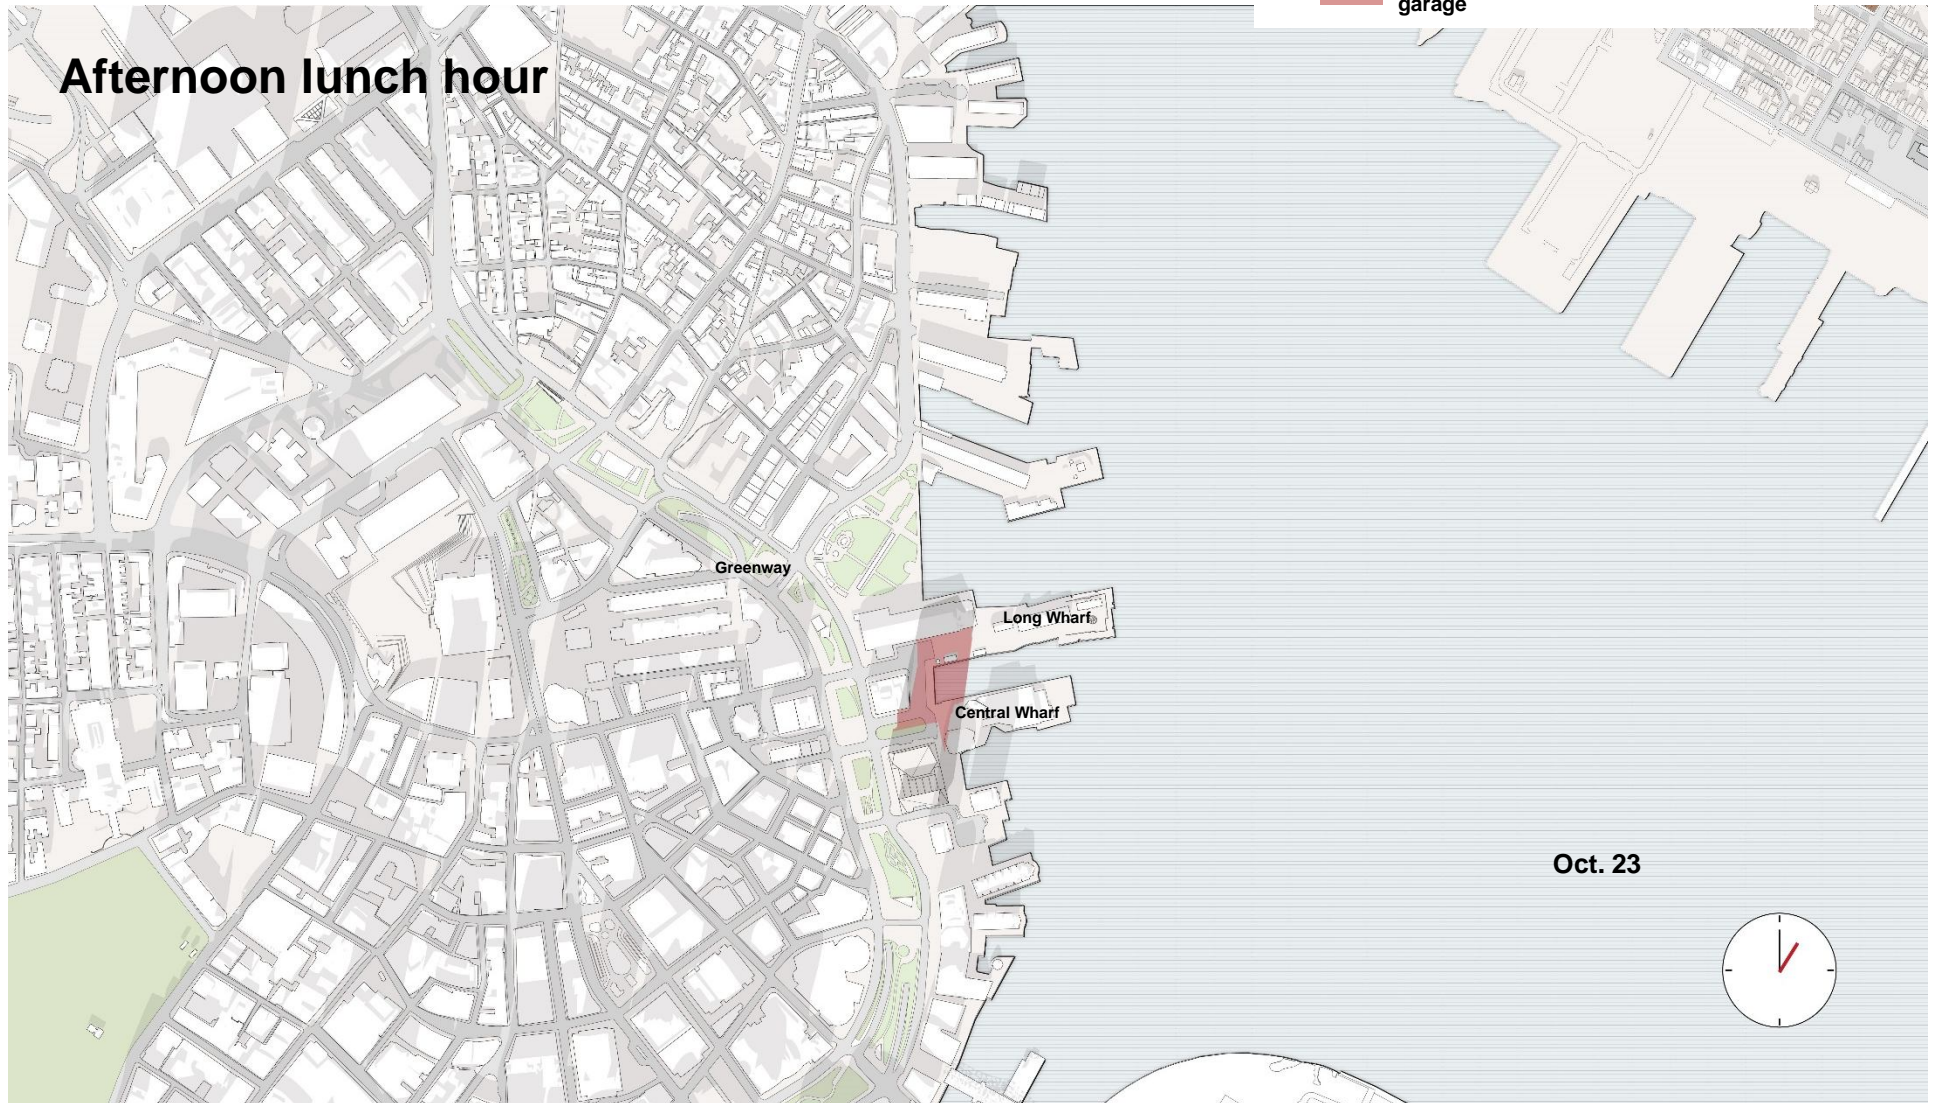 garage
Afternoon lunch hour
Greenway
Long Wharf
Central Wharf
Oct. 23